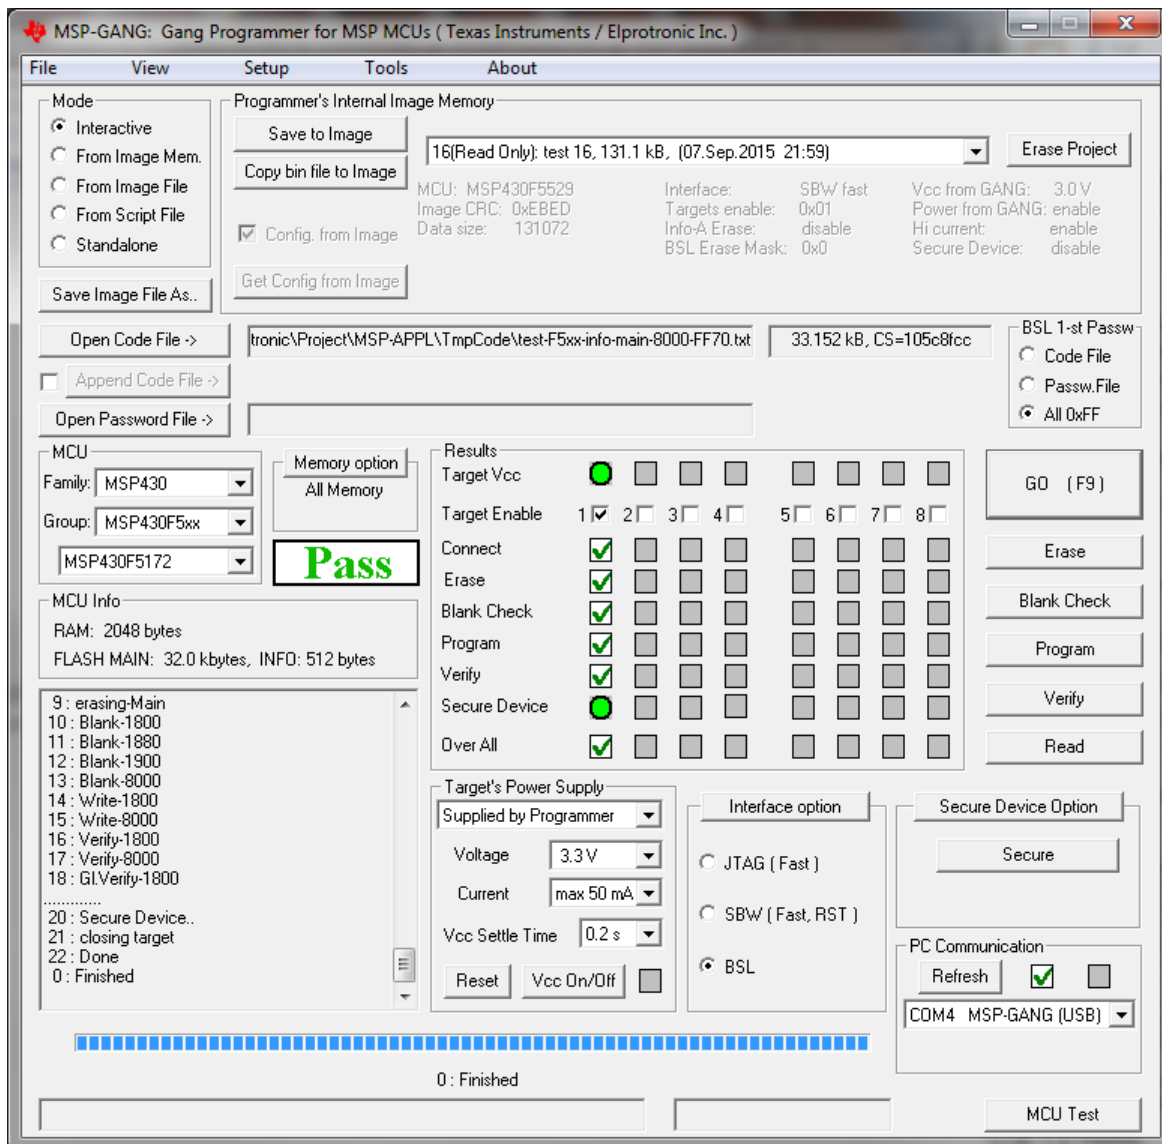 MSP-GANG:  Gang Programmer for MSP MCUs ( Texas Instruments / Elprotronic Inc. )
File View Setup Tools About
Mode
Interactive
From Image Mem.
From Image File
From Script File
Standalone
Save Image File As..
Programmer's Internal Image Memory
Save to Image
Copy bin file to Image
16(Read Only): test 16, 131.1 kB,  (07.Sep.2015  21:59)
Erase Project
Config. from Image
Get Config from Image
MCU:  MSP430F5529
Image CRC:  0xEBED
Data size:    131072
Interface: SBW fast
Targets enable: 0x01
Info-A Erase: disable
BSL Erase Mask: 0x0
Vcc from GANG: 3.0 V
Power from GANG: enable
Hi current: enable
Secure Device: disable
Open Code File ->
tronic\Project\MSP-APPL\TmpCode\test-F5xx-info-main-8000-FF70.txt
33.152 kB, CS=105c8fcc
Append Code File ->
Open Password File ->
BSL 1-st Passw
Code File
Passw.File
All 0xFF
MCU
Family: MSP430
Group: MSP430F5xx
MSP430F5172
Memory option
All Memory
Pass
MCU Info
RAM:  2048 bytes
FLASH MAIN:  32.0 kbytes,  INFO: 512 bytes
9 : erasing-Main
10 : Blank-1800
11 : Blank-1880
12 : Blank-1900
13 : Blank-8000
14 : Write-1800
15 : Write-8000
16 : Verify-1800
17 : Verify-8000
18 : Gl.Verify-1800
.............
20 : Secure Device..
21 : closing target
22 : Done
0 : Finished
Results
Target Vcc
Target Enable 1 2 3 4 5 6 7 8
Connect
Erase
Blank Check
Program
Verify
Secure Device
Over All
GO   ( F9 )
Erase
Blank Check
Program
Verify
Read
Target's Power Supply
Supplied by Programmer
Voltage 3.3 V
Current max 50 mA
Vcc Settle Time 0.2 s
Reset Vcc On/Off
Interface option
JTAG ( Fast )
SBW ( Fast, RST )
BSL
Secure Device Option
Secure
PC Communication
Refresh
COM4   MSP-GANG (USB)
0 : Finished
MCU Test